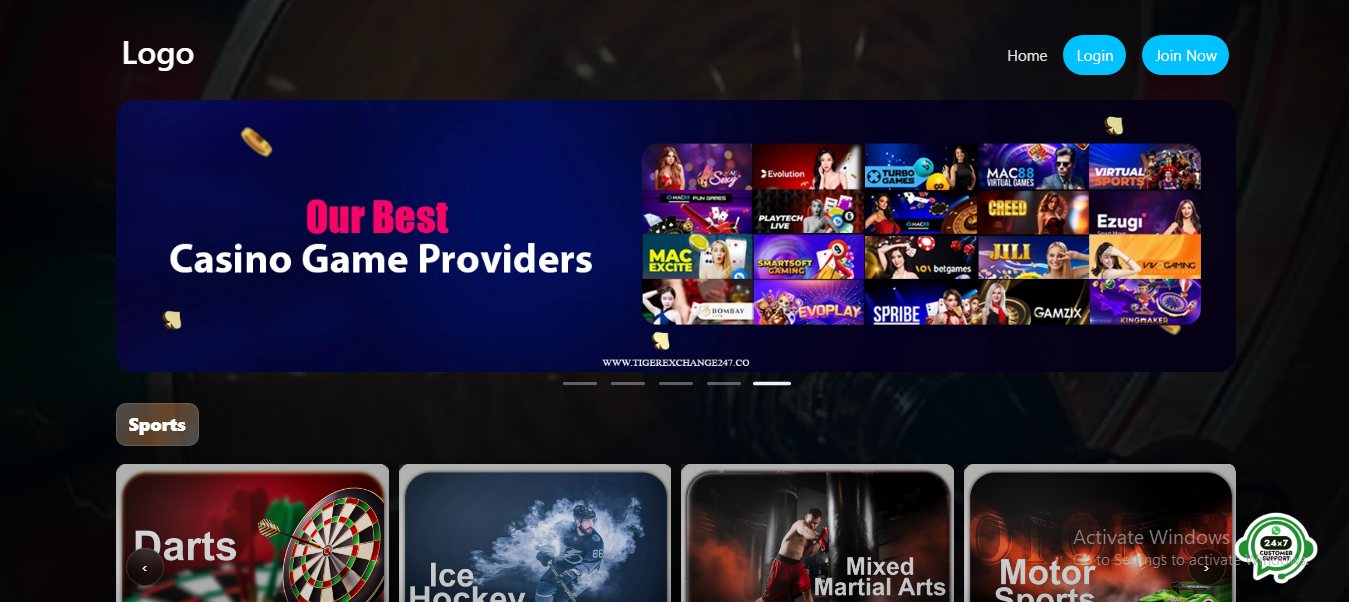 Logo
Home
Login
Join Now
Our Best
Casino Game Providers
SEXY
Evolution
TURBO
GAMES
MAC88
VIRTUAL GAMES
VIRTUAL
SPORTS
MAC88 FUN GAMES
PLAYTECH
LIVE
MAC88
CREED
Ezugi
MAC
EXCITE
SMARTSOFT
GAMING
betgames
JILI
VIVOGAMING
BOMBAY
LIVE
EVOPLAY
SPRIBE
GAMZIX
KINGMAKER
WWW.TIGEREXCHANGE247.CO
Sports
Darts
Ice
Hockey
Mixed
Martial Arts
Motor
Sports
Activate Windows
Go to Settings to activate Windows.
24x7
CUSTOMER
SUPPORT